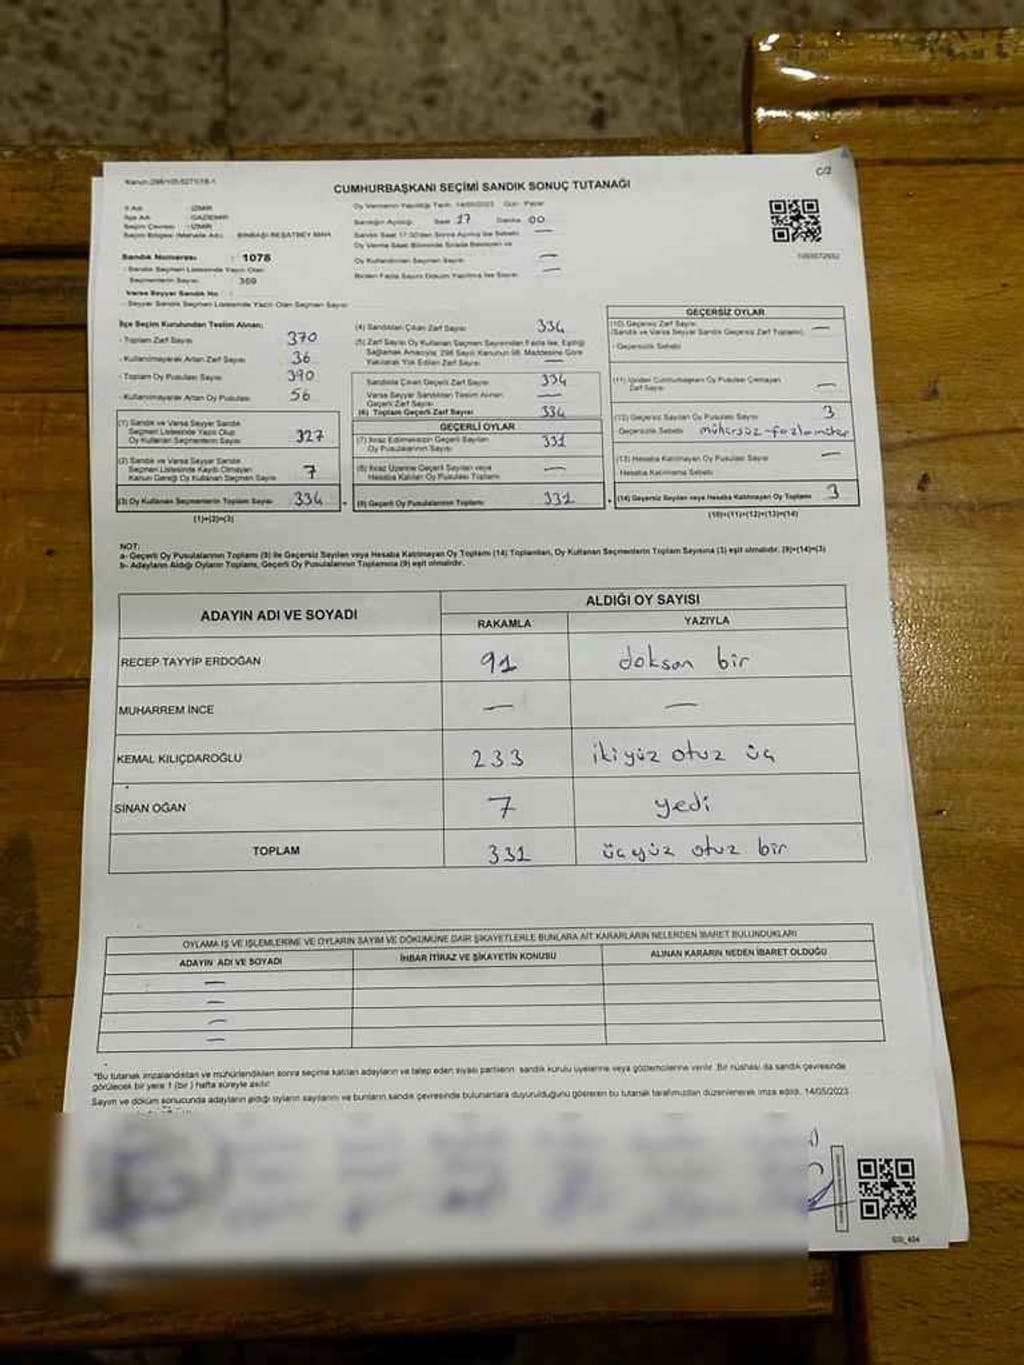 Kanun:298/105,6271/18-1
C/2
CUMHURBAŞKANI SEÇİMİ SANDIK SONUÇ TUTANAĞI
İl Adı : İZMİR
İlçe Adı : GAZİEMİR
Seçim Çevresi : İZMİR
Seçim Bölgesi (Mahalle Adı) : BİNBAŞI REŞATBEY MAH.
Sandık Numarası : 1078
- Sandık Seçmen Listesinde Yazılı Olan
Seçmenlerin Sayısı : 369
Varsa Seyyar Sandık No :
- Seyyar Sandık Seçmen Listesinde Yazılı Olan Seçmen Sayısı
Oy Vermenin Yapıldığı Tarih: 14/05/2023 Gün: Pazar
Sandığın Açıldığı Saat 17 Dakika 00
Sandık Saat 17:00'den Sonra Açılmış İse Sebebi: —
Oy Verme Saati Bitiminde Sırada Bekleyen ve
Oy Kullandırılan Seçmen Sayısı —
Birden Fazla Sayım Döküm Yapıldıysa Sayısı —
İlçe Seçim Kurulundan Teslim Alınan;
- Toplam Zarf Sayısı 370
- Kullanılmayarak Artan Zarf Sayısı 36
- Toplam Oy Pusulası Sayısı 390
- Kullanılmayarak Artan Oy Pusulası 56
(1) Sandık ve Varsa Seyyar Sandık
Seçmen Listesinde Yazılı Olup
Oy Kullanan Seçmenlerin Sayısı 327
(2) Sandık ve Varsa Seyyar Sandık
Seçmen Listesinde Kaydı Olmayan
Kanun Gereği Oy Kullanan Seçmen Sayısı 7
(3) Oy Kullanan Seçmenlerin Toplam Sayısı 334
(1)+(2)=(3)
(4) Sandıktan Çıkan Zarf Sayısı 334
(5) Zarf Sayısı Oy Kullanan Seçmen Sayısından Fazla ise, Eşitliği
Sağlamak Amacıyla, 298 Sayılı Kanunun 98. Maddesine Göre
Yakılarak Yok Edilen Zarf Sayısı —
Sandıkta Çıkan Geçerli Zarf Sayısı 334
Varsa Seyyar Sandıktan Teslim Alınan
Geçerli Zarf Sayısı —
(6) Toplam Geçerli Zarf Sayısı 334
GEÇERLİ OYLAR
(7) İtiraz Edilmeksizin Geçerli Sayılan
Oy Pusulasının Sayısı 331
(8) İtiraz Üzerine Geçerli Sayılan veya
Hesaba Katılan Oy Pusulası Toplamı —
(9) Geçerli Oy Pusulalarının Toplamı 331
GEÇERSİZ OYLAR
(10) Geçersiz Zarf Sayısı —
(Sandık ve Varsa Seyyar Sandık Geçersiz Zarf Toplamı)
- Geçersizlik Sebebi:
(11) İçinden Cumhurbaşkanı Oy Pusulası Çıkmayan
Zarf Sayısı —
(12) Geçersiz Sayılan Oy Pusulası Sayısı 3
- Geçersizlik Sebebi mühürsüz-fazla mühür
(13) Hesaba Katılmayan Oy Pusulası Sayısı —
Hesaba Katılmama Sebebi:
(14) Geçersiz Sayılan veya Hesaba Katılmayan Oy Toplamı 3
(10)+(11)+(12)+(13)=(14)
NOT:
a- Geçerli Oy Pusulalarının Toplamı (9) ile Geçersiz Sayılan veya Hesaba Katılmayan Oy Toplamı (14) Toplamları, Oy Kullanan Seçmenlerin Toplam Sayısına (3) eşit olmalıdır. (9)+(14)=(3)
b- Adayların Aldığı Oyların Toplamı, Geçerli Oy Pusulalarının Toplamına (9) eşit olmalıdır.
ADAYIN ADI VE SOYADI ALDIĞI OY SAYISI
RAKAMLA YAZIYLA
RECEP TAYYİP ERDOĞAN 91 doksan bir
MUHARREM İNCE — —
KEMAL KILIÇDAROĞLU 233 ikiyüz otuz üç
SİNAN OĞAN 7 yedi
TOPLAM 331 üçyüz otuz bir
OYLAMA İŞ VE İŞLEMLERİNE VE OYLARIN SAYIM VE DÖKÜMÜNE DAİR ŞİKAYETLERLE BUNLARA AİT KARARLARIN NELERDEN İBARET BULUNDUKLARI
ADAYIN ADI VE SOYADI İHBAR İTİRAZ VE ŞİKAYETİN KONUSU ALINAN KARARIN NEDEN İBARET OLDUĞU
—
—
—
—
"Bu tutanak imzalandıktan ve mühürlendikten sonra seçime katılan adayların ve talep eden siyasi partilerin sandık kurulu üyelerine veya gözlemcilerine verilir. Bir nüshası da sandık çevresinde
görülecek bir yere 1 (bir) hafta süreyle asılır.
Sayım ve döküm sonucunda adayların aldığı oyların sayılarını ve bunların sandık çevresinde bulunanlara duyurulduğunu gösteren bu tutanak tarafımızdan düzenlenerek imza edildi. 14/05/2023